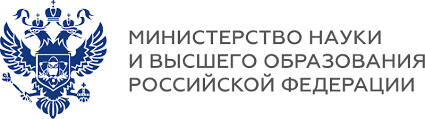 МИНИСТЕРСТВО НАУКИ
И ВЫСШЕГО ОБРАЗОВАНИЯ
РОССИЙСКОЙ ФЕДЕРАЦИИ